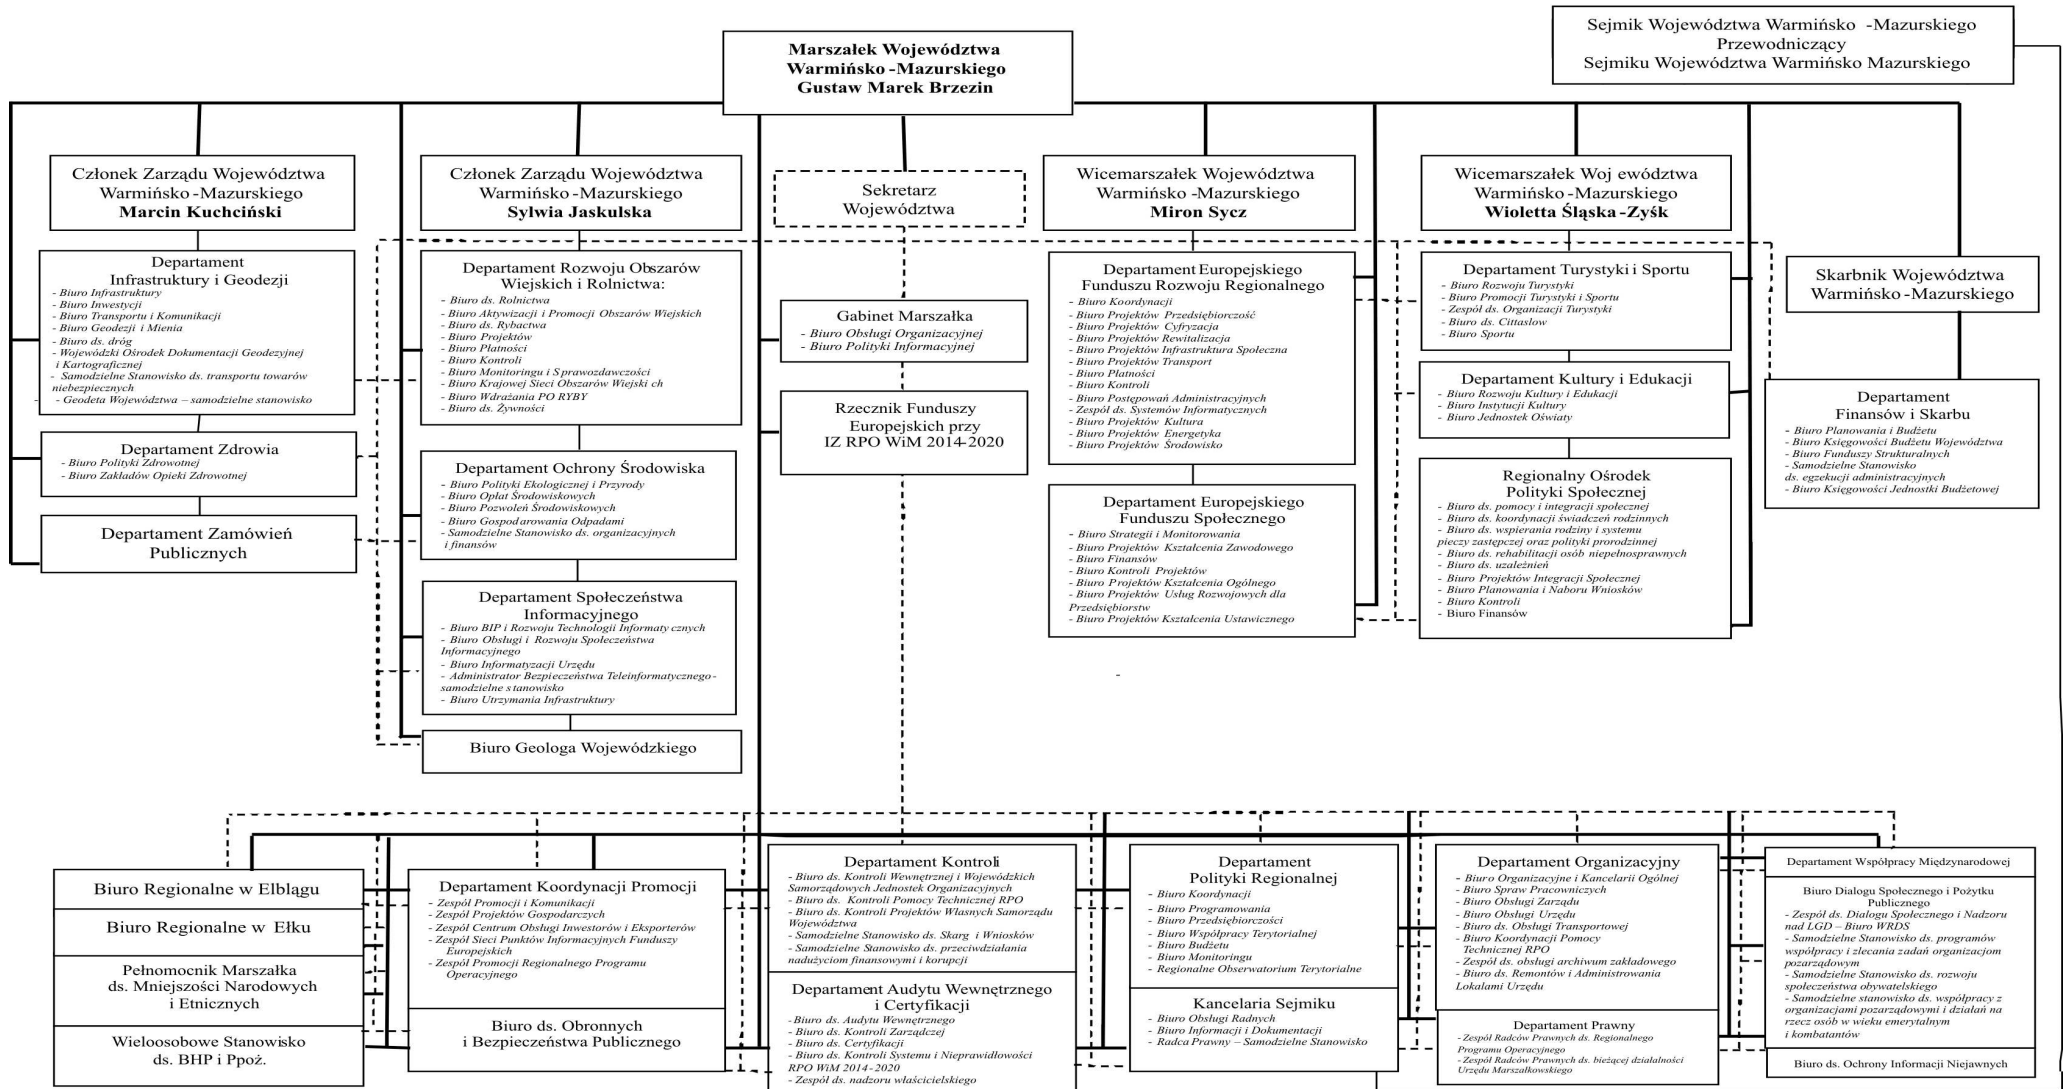 Sejmik Województwa Warmińsko -Mazurskiego
Przewodniczący
Sejmiku Województwa Warmińsko Mazurskiego
Marszałek Województwa
Warmińsko -Mazurskiego
Gustaw Marek Brzezin
Członek Zarządu Województwa
Warmińsko -Mazurskiego
Marcin Kuchciński
Członek Zarządu Województwa
Warmińsko -Mazurskiego
Sylwia Jaskulska
Sekretarz
Województwa
Wicemarszałek Województwa
Warmińsko -Mazurskiego
Miron Sycz
Wicemarszałek Woj ewództwa
Warmińsko -Mazurskiego
Wioletta Śląska -Zyśk
Departament
Infrastruktury i Geodezji
- Biuro Infrastruktury
- Biuro Inwestycji
- Biuro Transportu i Komunikacji
- Biuro Geodezji i Mienia
- Biuro ds. dróg
- Wojewódzki Ośrodek Dokumentacji Geodezyjnej
i Kartograficznej
- Samodzielne Stanowisko ds. transportu towarów
niebezpiecznych
- - Geodeta Województwa – samodzielne stanowisko
Departament Zdrowia
- Biuro Polityki Zdrowotnej
- Biuro Zakładów Opieki Zdrowotnej
Departament Zamówień
Publicznych
Departament Rozwoju Obszarów
Wiejskich i Rolnictwa:
- Biuro ds. Rolnictwa
- Biuro Aktywizacji i Promocji Obszarów Wiejskich
- Biuro ds. Rybactwa
- Biuro Projektów
- Biuro Płatności
- Biuro Kontroli
- Biuro Monitoringu i S prawozdawczości
- Biuro Krajowej Sieci Obszarów Wiejski ch
- Biuro Wdrażania PO RYBY
- Biuro ds. Żywności
Departament Ochrony Środowiska
- Biuro Polityki Ekologicznej i Przyrody
- Biuro Opłat Środowiskowych
- Biuro Pozwoleń Środowiskowych
- Biuro Gospodarowania Odpadami
- Samodzielne Stanowisko ds. organizacyjnych
i finansów
Departament Społeczeństwa
Informacyjnego
- Biuro BIP i Rozwoju Technologii Informaty cznych
- Biuro Obsługi i Rozwoju Społeczeństwa
Informacyjnego
- Biuro Informatyzacji Urzędu
- Administrator Bezpieczeństwa Teleinformatycznego -
samodzielne stanowisko
- Biuro Utrzymania Infrastruktury
Biuro Geologa Wojewódzkiego
Gabinet Marszałka
- Biuro Obsługi Organizacyjnej
- Biuro Polityki Informacyjnej
Rzecznik Funduszy
Europejskich przy
IZ RPO WiM 2014-2020
Departament Europejskiego
Funduszu Rozwoju Regionalnego
- Biuro Koordynacji
- Biuro Projektów Przedsiębiorczość
- Biuro Projektów Cyfryzacja
- Biuro Projektów Rewitalizacja
- Biuro Projektów Infrastruktura Społeczna
- Biuro Projektów Transport
- Biuro Płatności
- Biuro Kontroli
- Biuro Postępowań Administracyjnych
- Zespół ds. Systemów Informatycznych
- Biuro Projektów Kultura
- Biuro Projektów Energetyka
- Biuro Projektów Środowisko
Departament Europejskiego
Funduszu Społecznego
- Biuro Strategii i Monitorowania
- Biuro Projektów Kształcenia Zawodowego
- Biuro Finansów
- Biuro Kontroli Projektów
- Biuro Projektów Kształcenia Ogólnego
- Biuro Projektów Usług Rozwojowych dla
Przedsiębiorstw
- Biuro Projektów Kształcenia Ustawicznego
Departament Turystyki i Sportu
- Biuro Rozwoju Turystyki
- Biuro Promocji Turystyki i Sportu
- Zespół ds. Organizacji Turystyki
- Biuro ds. Cittaslow
- Biuro Sportu
Departament Kultury i Edukacji
- Biuro Rozwoju Kultury i Edukacji
- Biuro Instytucji Kultury
- Biuro Jednostek Oświaty
Regionalny Ośrodek
Polityki Społecznej
- Biuro ds. pomocy i integracji społecznej
- Biuro ds. koordynacji świadczeń rodzinnych
- Biuro ds. wspierania rodziny i systemu
pieczy zastępczej oraz polityki prorodzinnej
- Biuro ds. rehabilitacji osób niepełnosprawnych
- Biuro ds. uzależnień
- Biuro Projektów Integracji Społecznej
- Biuro Planowania i Naboru Wniosków
- Biuro Kontroli
- Biuro Finansów
Skarbnik Województwa
Warmińsko -Mazurskiego
Departament
Finansów i Skarbu
- Biuro Planowania i Budżetu
- Biuro Księgowości Budżetu Województwa
- Biuro Funduszy Strukturalnych
- Samodzielne Stanowisko
ds. egzekucji administracyjnych
- Biuro Księgowości Jednostki Budżetowej
Biuro Regionalne w Elblągu
Biuro Regionalne w Ełku
Pełnomocnik Marszałka
ds. Mniejszości Narodowych
i Etnicznych
Wieloosobowe Stanowisko
ds. BHP i Ppoż.
Departament Koordynacji Promocji
- Zespół Promocji i Komunikacji
- Zespół Projektów Gospodarczych
- Zespół Centrum Obsługi Inwestorów i Eksporterów
- Zespół Sieci Punktów Informacyjnych Funduszy
Europejskich
- Zespół Promocji Regionalnego Programu
Operacyjnego
Biuro ds. Obronnych
i Bezpieczeństwa Publicznego
Departament Kontroli
- Biuro ds. Kontroli Wewnętrznej i Wojewódzkich
Samorządowych Jednostek Organizacyjnych
- Biuro ds. Kontroli Pomocy Technicznej RPO
- Biuro ds. Kontroli Projektów Własnych Samorządu
Województwa
- Samodzielne Stanowisko ds. Skarg i Wniosków
- Samodzielne Stanowisko ds. przeciwdziałania
nadużyciom finansowym i korupcji
Departament Audytu Wewnętrznego
i Certyfikacji
- Biuro ds. Audytu Wewnętrznego
- Biuro ds. Kontroli Zarządczej
- Biuro ds. Certyfikacji
- Biuro ds. Kontroli Systemu i Nieprawidłowości
RPO WiM 2014-2020
- Zespół ds. nadzoru właścicielskiego
Departament
Polityki Regionalnej
- Biuro Koordynacji
- Biuro Programowania
- Biuro Przedsiębiorczości
- Biuro Współpracy Terytorialnej
- Biuro Budżetu
- Biuro Monitoringu
- Regionalne Obserwatorium Terytorialne
Kancelaria Sejmiku
- Biuro Obsługi Radnych
- Biuro Informacji i Dokumentacji
- Radca Prawny – Samodzielne Stanowisko
Departament Organizacyjny
- Biuro Organizacyjne i Kancelarii Ogólnej
- Biuro Spraw Pracowniczych
- Biuro Obsługi Zarządu
- Biuro Obsługi Urzędu
- Biuro ds. Obsługi Transportowej
- Biuro Koordynacji Pomocy
Technicznej RPO
- Zespół ds. obsługi archiwum zakładowego
- Biuro ds. Remontów i Administrowania
Lokalami Urzędu
Departament Prawny
- Zespół Radców Prawnych ds. Regionalnego
Programu Operacyjnego
- Zespół Radców Prawnych ds. bieżącej działalności
Urzędu Marszałkowskiego
Departament Współpracy Międzynarodowej
Biuro Dialogu Społecznego i Pożytku
Publicznego
- Zespół ds. Dialogu Społecznego i Nadzoru
nad LGD – Biuro WRDS
- Samodzielne Stanowisko ds. programów
współpracy i zlecania zadań organizacjom
pozarządowym
- Samodzielne Stanowisko ds. rozwoju
społeczeństwa obywatelskiego
- Samodzielne stanowisko ds. współpracy z
organizacjami pozarządowymi i działań na
rzecz osób w wieku emerytalnym
i kombatantów
Biuro ds. Ochrony Informacji Niejawnych